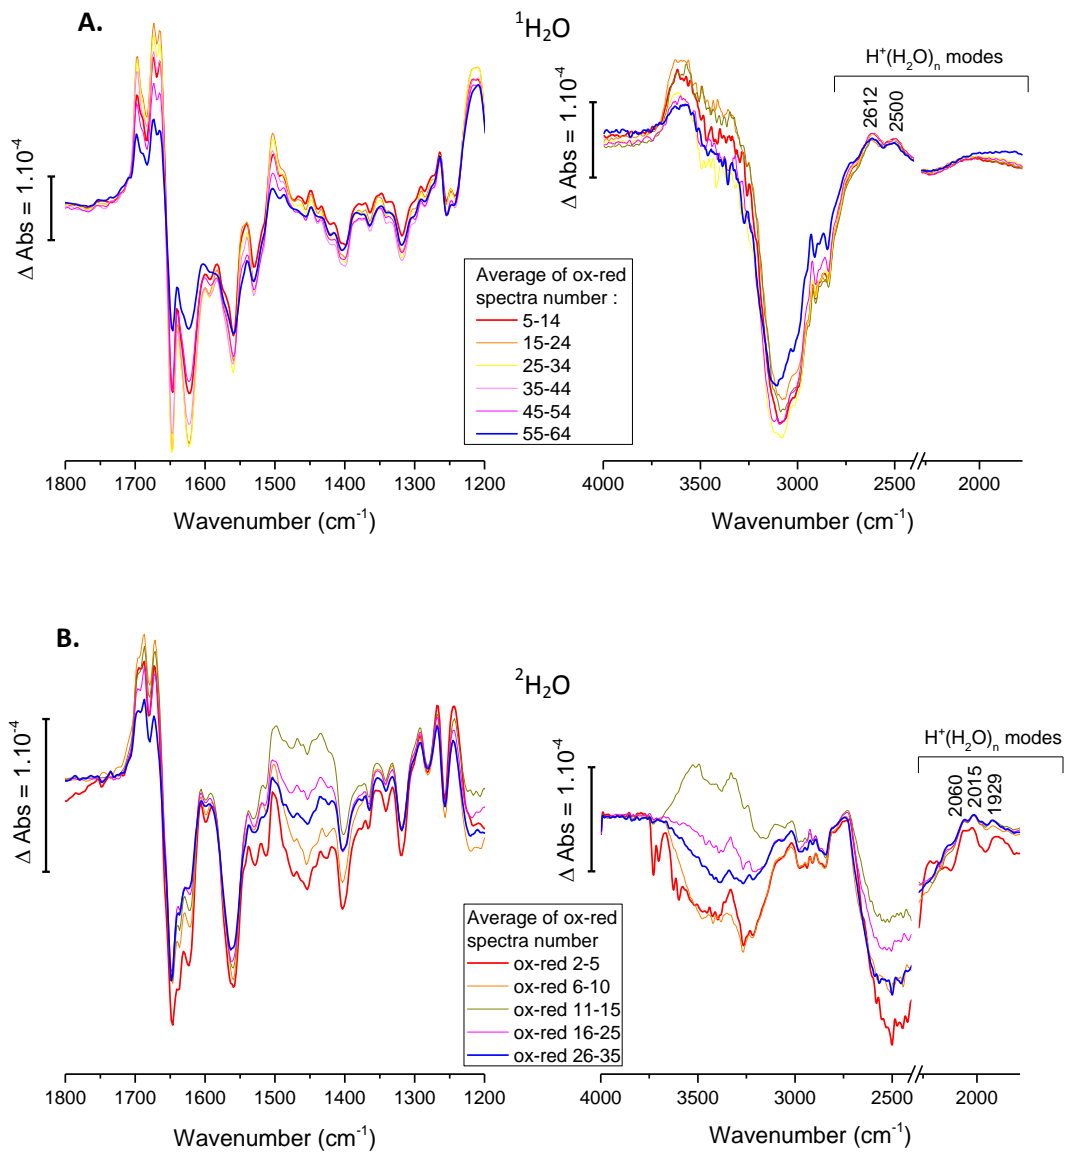 A.
¹H₂O
H⁺(H₂O)ₙ modes
2612
2500
Δ Abs = 1.10⁻⁴
Δ Abs = 1.10⁻⁴
Average of ox-red
spectra number :
5-14
15-24
25-34
35-44
45-54
55-64
1800 1700 1600 1500 1400 1300 1200
4000 3500 3000 2500 2000
Wavenumber (cm⁻¹)
Wavenumber (cm⁻¹)
B.
²H₂O
H⁺(H₂O)ₙ modes
2060
2015
1929
Δ Abs = 1.10⁻⁴
Δ Abs = 1.10⁻⁴
Average of ox-red
spectra number
ox-red 2-5
ox-red 6-10
ox-red 11-15
ox-red 16-25
ox-red 26-35
1800 1700 1600 1500 1400 1300 1200
4000 3500 3000 2500 2000
Wavenumber (cm⁻¹)
Wavenumber (cm⁻¹)